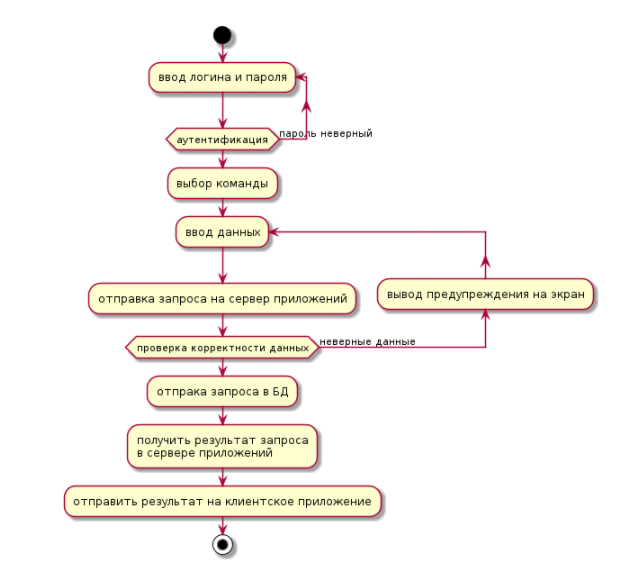 ввод логина и пароля
пароль неверный
аутентификация
выбор команды
ввод данных
отправка запроса на сервер приложений
вывод предупреждения на экран
неверные данные
проверка корректности данных
отпрака запроса в БД
получить результат запроса
в сервере приложений
отправить результат на клиентское приложение